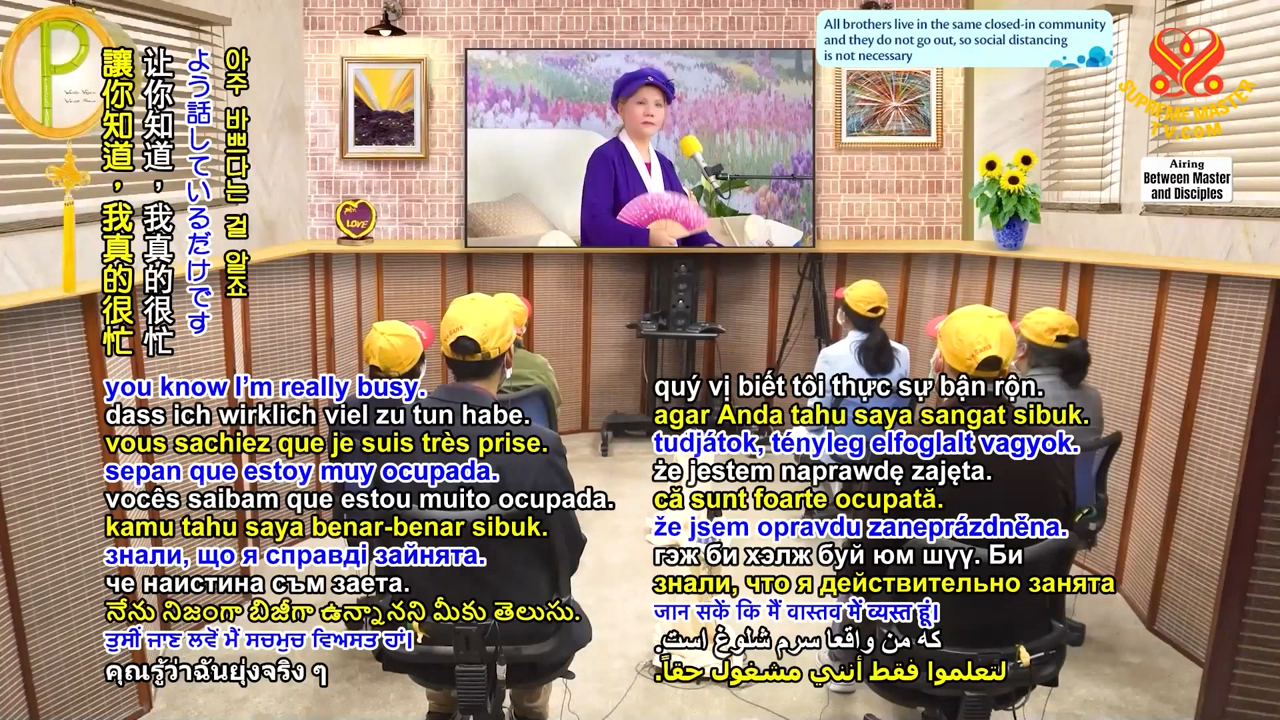 All brothers live in the same closed-in community
and they do not go out, so social distancing
is not necessary
SUPREME MASTER
TV.COM
Airing
Between Master
and Disciples
LOVE
讓你知道，我真的很忙
让你知道，我真的很忙
よう話しているだけです
아주 바쁘다는 걸 알죠
you know I’m really busy.
dass ich wirklich viel zu tun habe.
vous sachiez que je suis très prise.
sepan que estoy muy ocupada.
vocês saibam que estou muito ocupada.
kamu tahu saya benar-benar sibuk.
знали, що я справді зайнята.
че наистина съм заета.
నేను నిజంగా బిజీగా ఉన్నానని మీకు తెలుసు.
ਤੁਸੀਂ ਜਾਣ ਲਵੋਂ ਮੈਂ ਸਚਮੁਚ ਵਿਅਸਤ ਹਾਂ।
คุณรู้ว่าฉันยุ่งจริง ๆ
quý vị biết tôi thực sự bận rộn.
agar Anda tahu saya sangat sibuk.
tudjátok, tényleg elfoglalt vagyok.
że jestem naprawdę zajęta.
că sunt foarte ocupată.
že jsem opravdu zaneprázdněna.
гэж би хэлж буй юм шүү. Би
знали, что я действительно занята
जान सकें कि मैं वास्तव में व्यस्त हूं।
که من واقعا سرم شلوغ است.
لتعلموا فقط أنني مشغول حقاً.